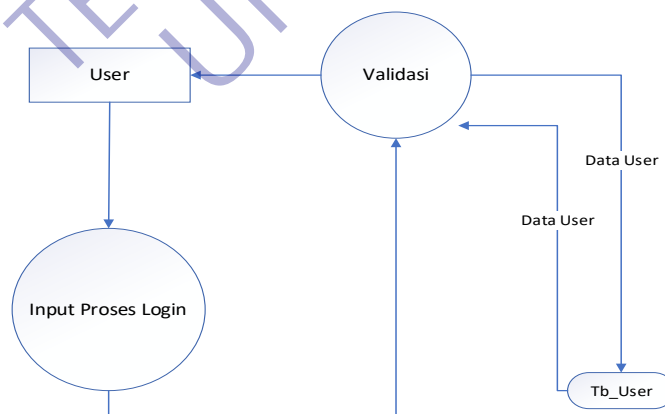 User
Validasi
Data User
Data User
Input Proses Login
Tb_User